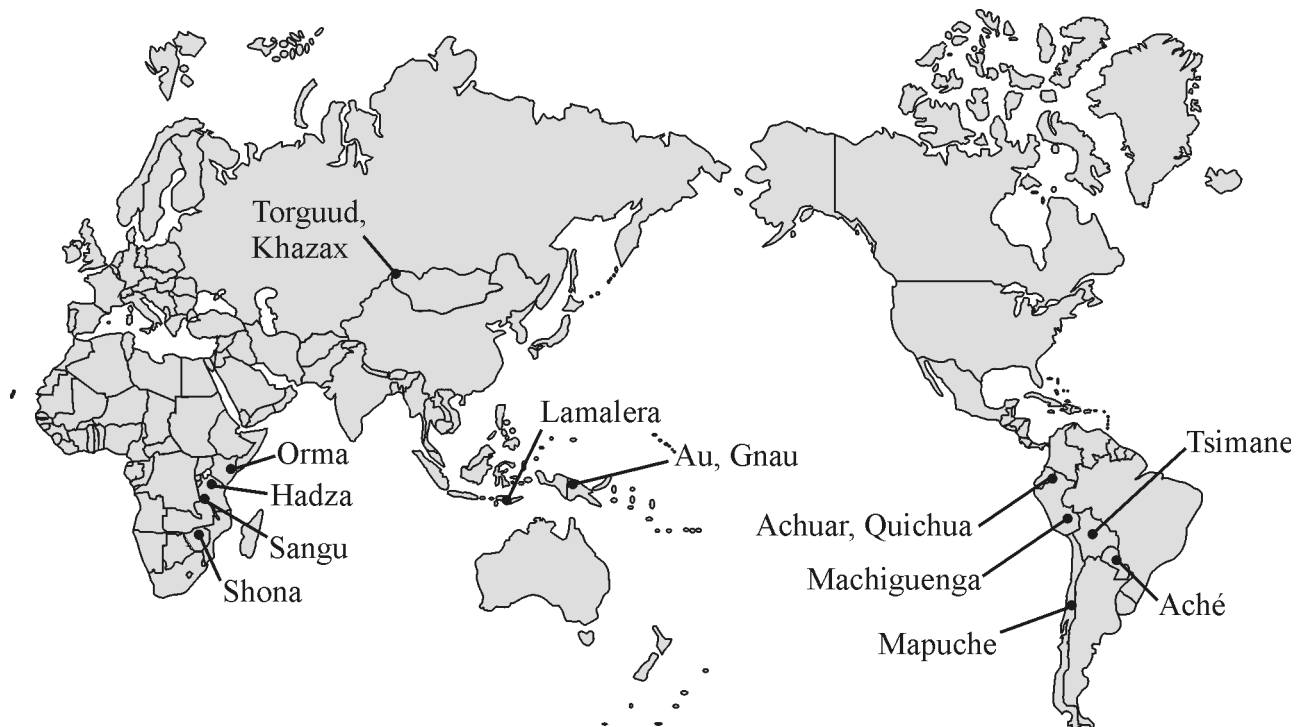 Torguud,
Khazax
Lamalera
Tsimane
Orma
Au, Gnau
Hadza
Achuar, Quichua
Sangu
Machiguenga
Shona
Aché
Mapuche